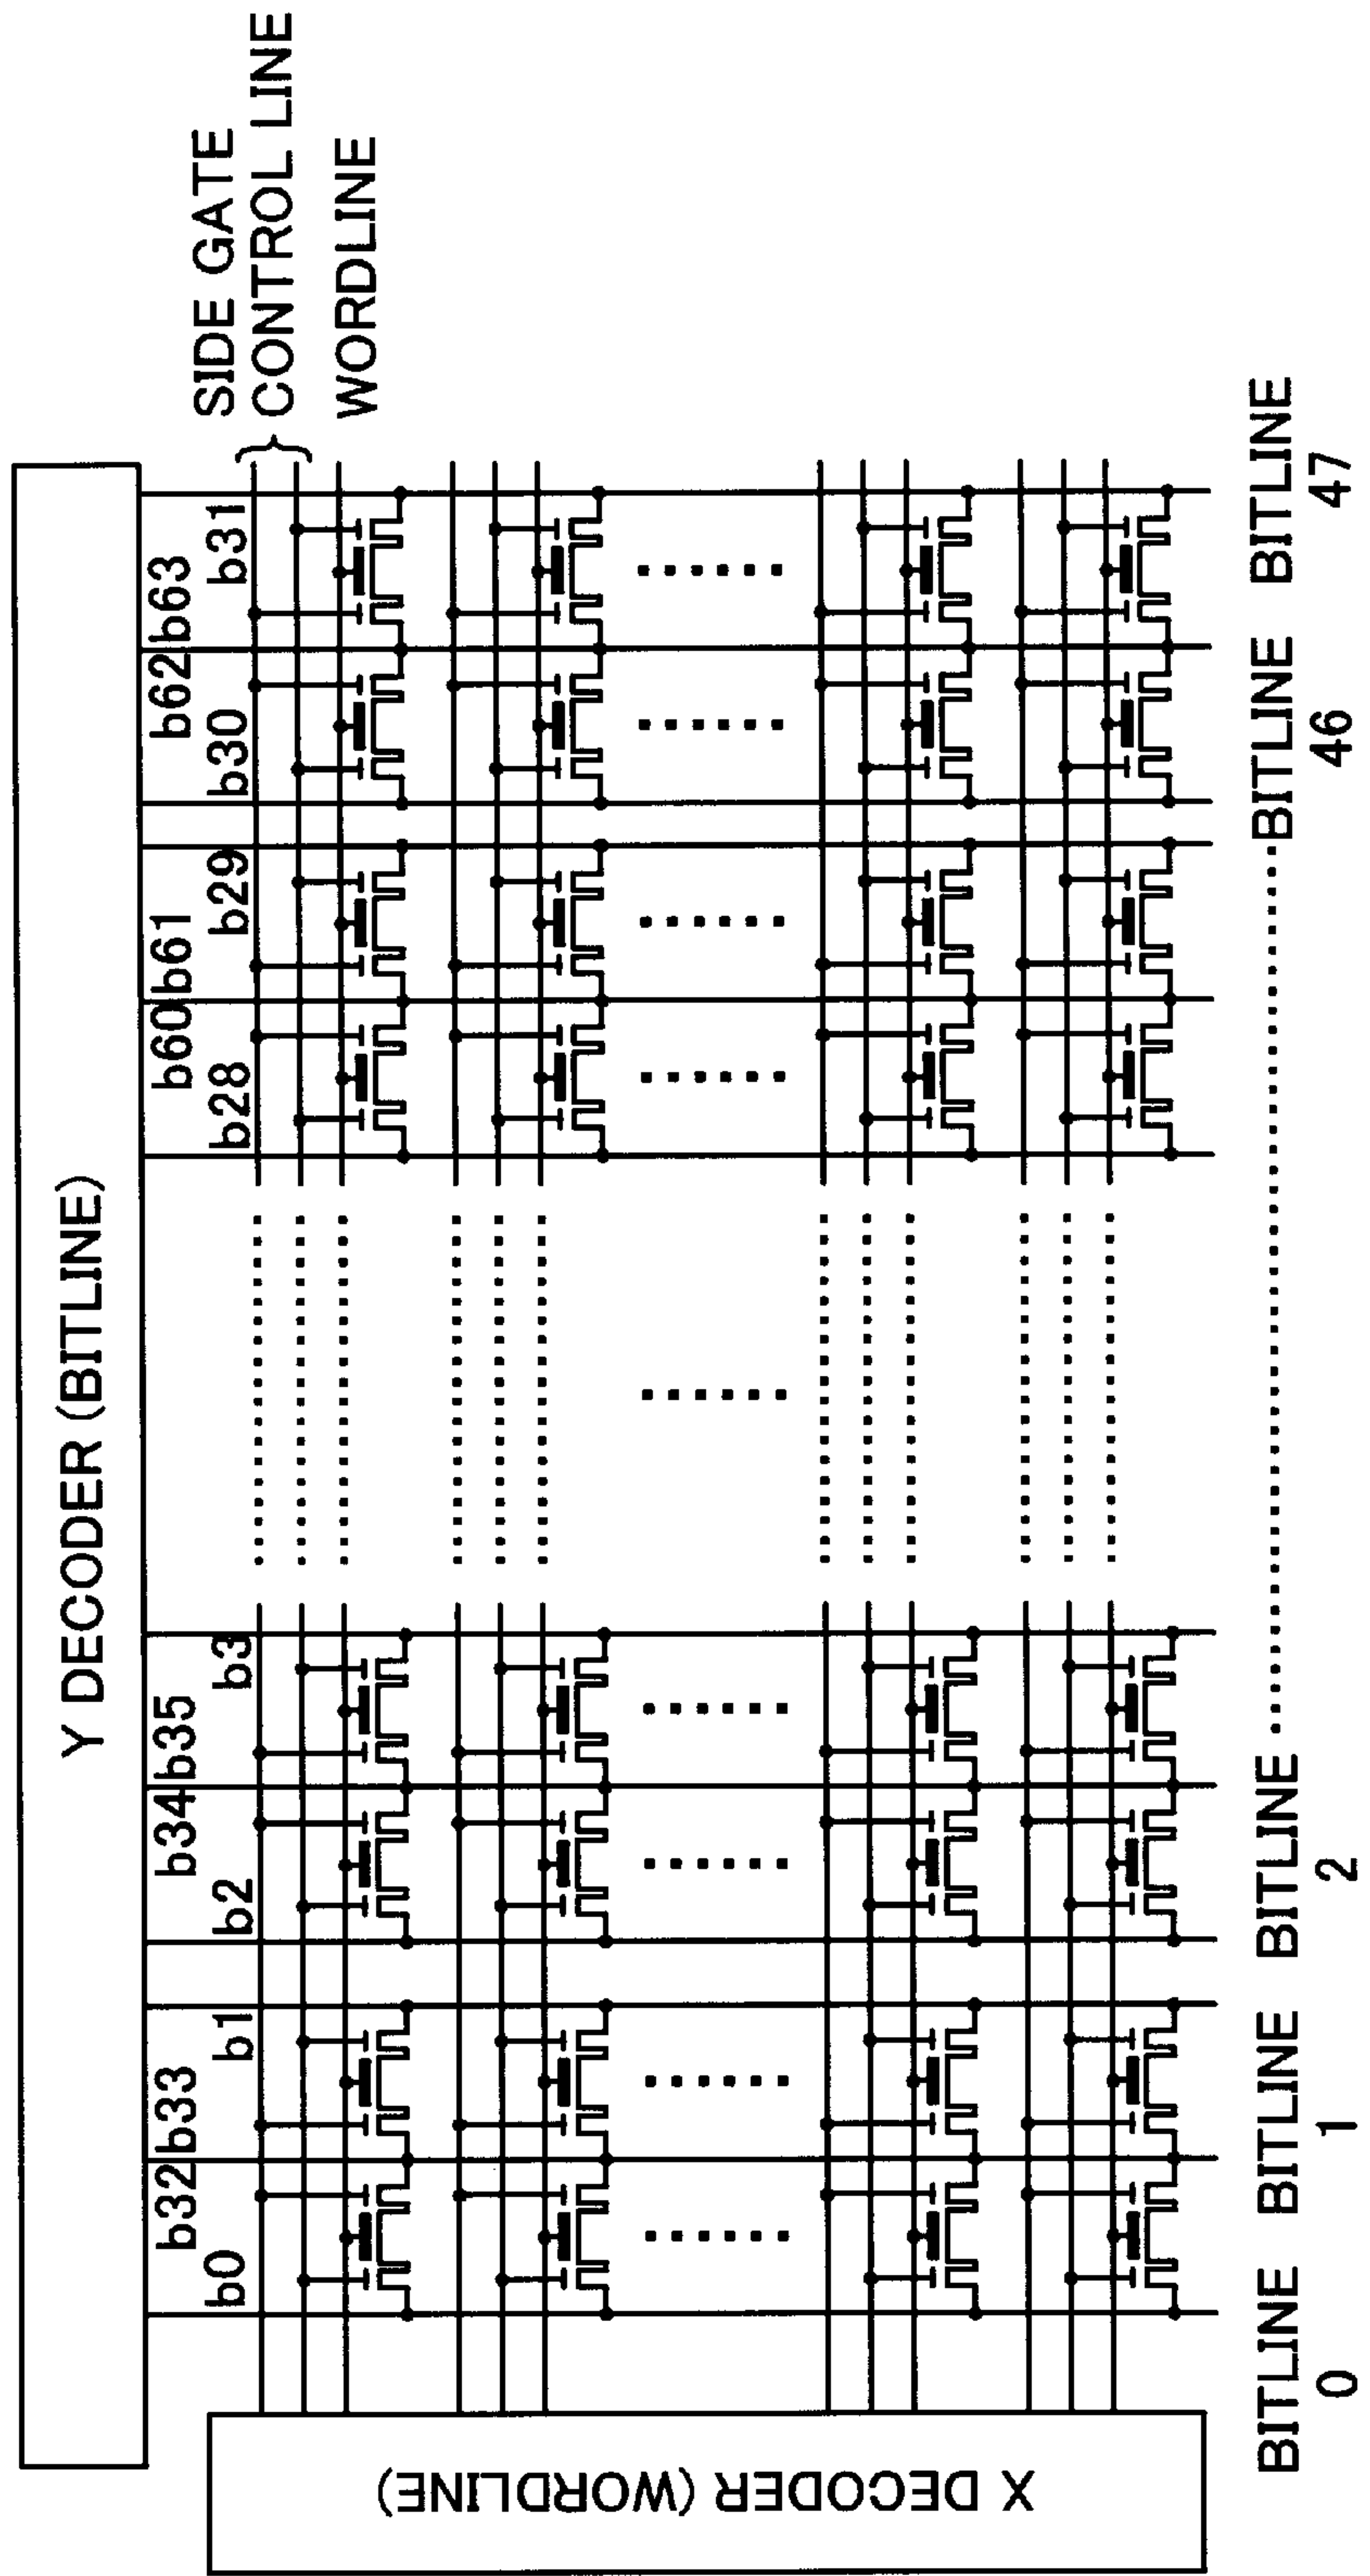 Y DECODER (BITLINE)
X DECODER (WORDLINE)
SIDE GATE
CONTROL LINE
WORDLINE
b32 b33 b34 b35 b60 b61 b62 b63
b0 b1 b2 b3 b28 b29 b30 b31
BITLINE BITLINE BITLINE BITLINE BITLINE
0 1 2 46 47